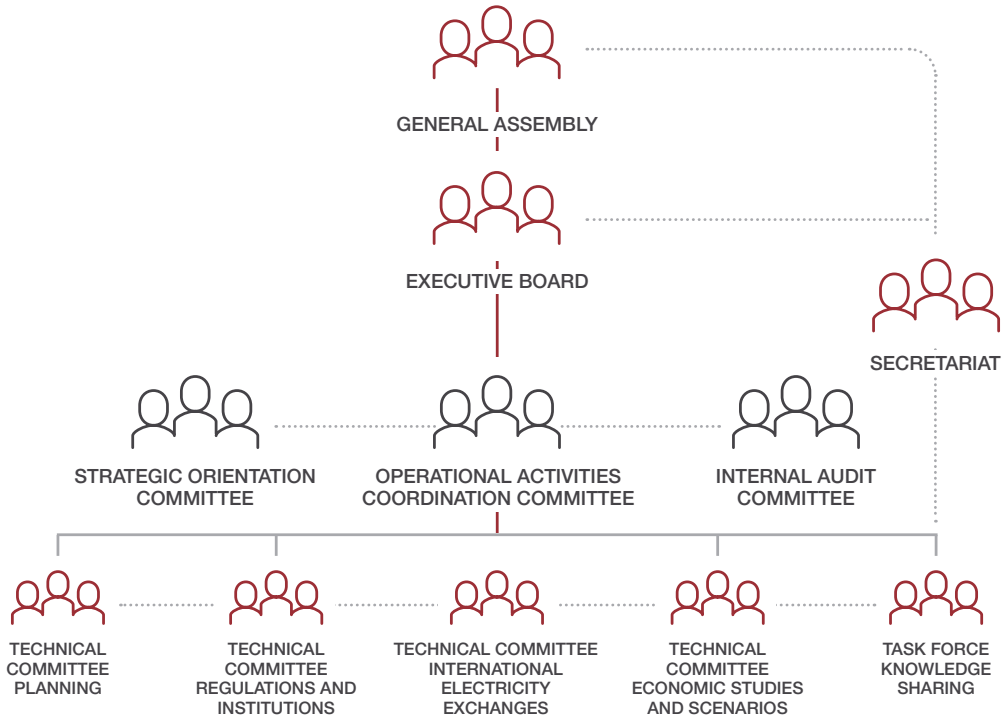 GENERAL ASSEMBLY
EXECUTIVE BOARD
SECRETARIAT
STRATEGIC ORIENTATION
COMMITTEE
OPERATIONAL ACTIVITIES
COORDINATION COMMITTEE
INTERNAL AUDIT
COMMITTEE
TECHNICAL
COMMITTEE
PLANNING
TECHNICAL
COMMITTEE
REGULATIONS AND
INSTITUTIONS
TECHNICAL COMMITTEE
INTERNATIONAL
ELECTRICITY
EXCHANGES
TECHNICAL
COMMITTEE
ECONOMIC STUDIES
AND SCENARIOS
TASK FORCE
KNOWLEDGE
SHARING